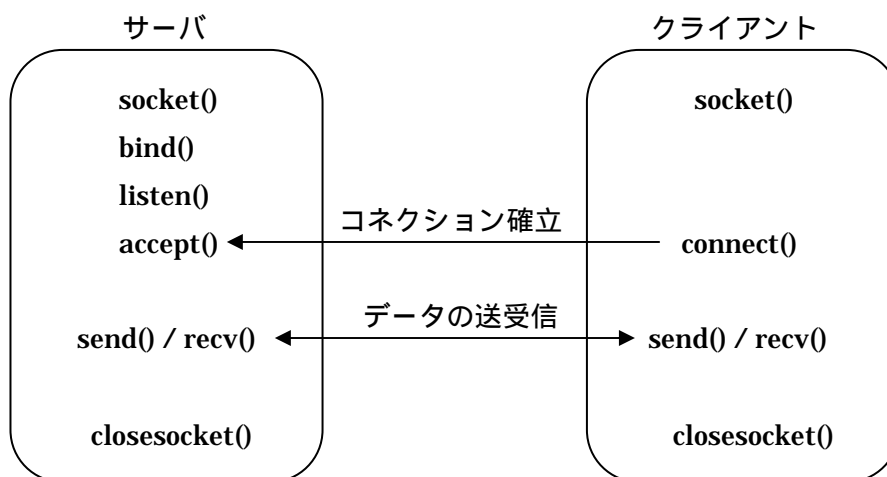 サーバ
クライアント
socket()
socket()
bind()
listen()
コネクション確立
accept()
connect()
データの送受信
send() / recv()
send() / recv()
closesocket()
closesocket()